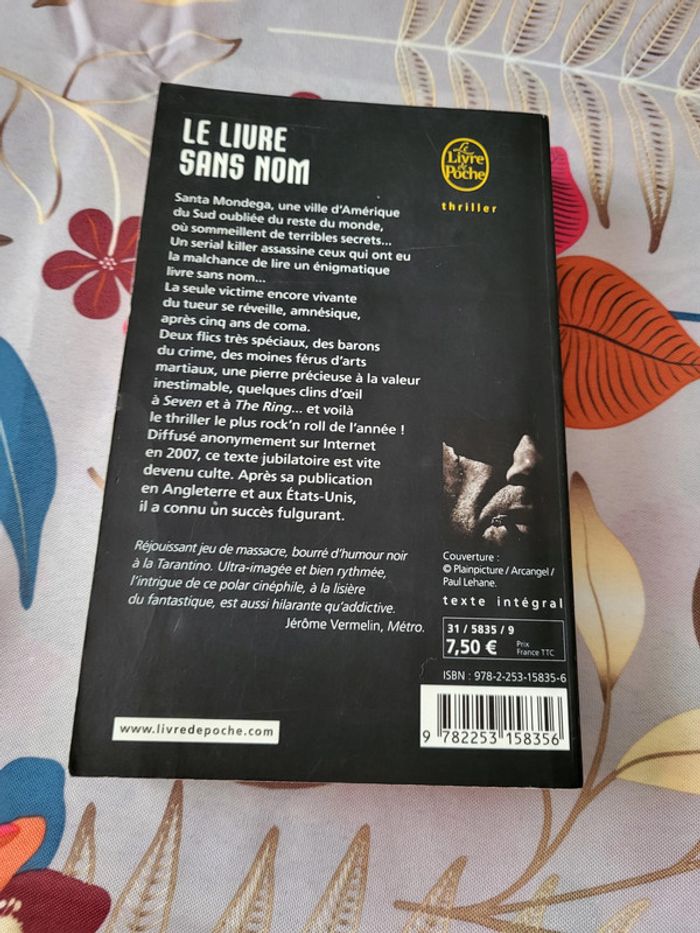 LE LIVRE
SANS NOM
Le
Livre
de
Poche
thriller
Santa Mondega, une ville d'Amérique
du Sud oubliée du reste du monde,
où sommeillent de terribles secrets...
Un serial killer assassine ceux qui ont eu
la malchance de lire un énigmatique
livre sans nom...
La seule victime encore vivante
du tueur se réveille, amnésique,
après cinq ans de coma.
Deux flics très spéciaux, des barons
du crime, des moines férus d'arts
martiaux, une pierre précieuse à la valeur
inestimable, quelques clins d'œil
à Seven et à The Ring... et voilà
le thriller le plus rock'n roll de l'année !
Diffusé anonymement sur Internet
en 2007, ce texte jubilatoire est vite
devenu culte. Après sa publication
en Angleterre et aux États-Unis,
il a connu un succès fulgurant.
Réjouissant jeu de massacre, bourré d'humour noir
à la Tarantino. Ultra-imagée et bien rythmée,
l'intrigue de ce polar cinéphile, à la lisière
du fantastique, est aussi hilarante qu'addictive.
Jérôme Vermelin, Métro.
www.livredepoche.com
Couverture :
© Plainpicture / Arcangel /
Paul Lehane.
texte intégral
31 / 5835 / 9
7,50 € Prix
France TTC
ISBN : 978-2-253-15835-6
9 782253 158356